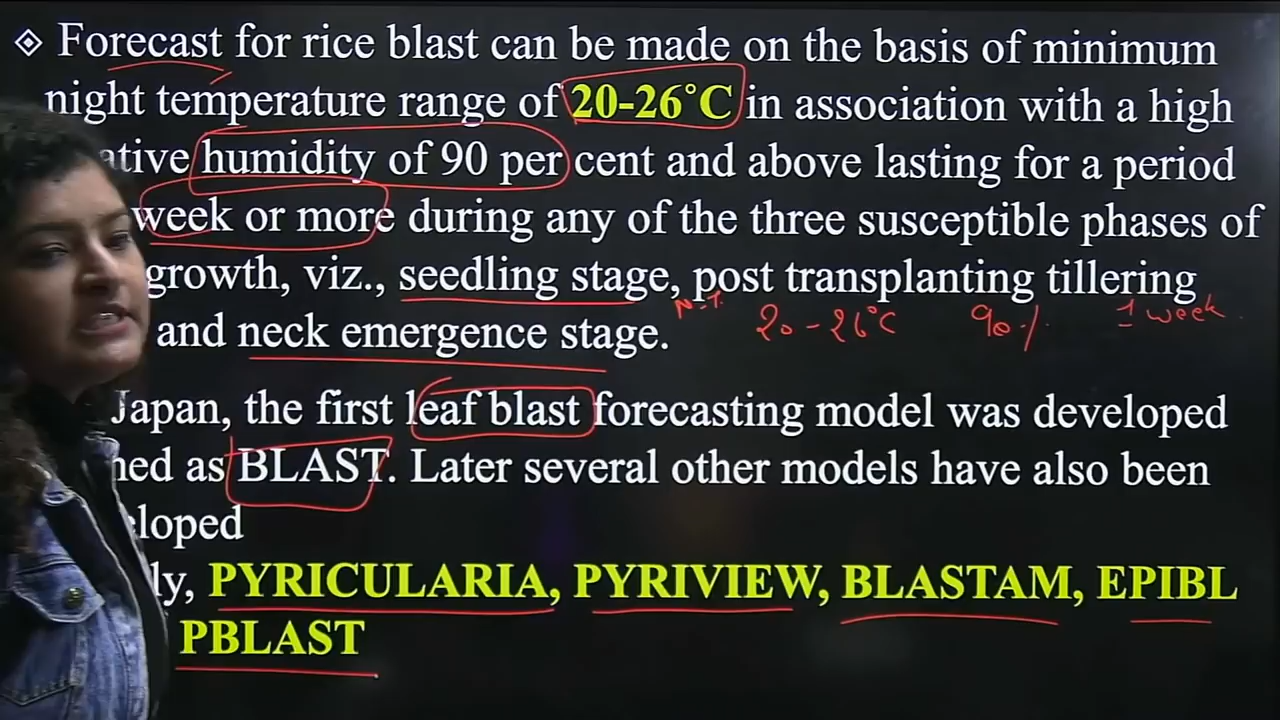 Forecast for rice blast can be made on the basis of minimum
night temperature range of 20-26°C in association with a high
ative humidity of 90 per cent and above lasting for a period
week or more during any of the three susceptible phases of
growth, viz., seedling stage, post transplanting tillering
and neck emergence stage.
N.T. 20-26°C 90% 1 week
Japan, the first leaf blast forecasting model was developed
ned as BLAST. Later several other models have also been
eloped
ly, PYRICULARIA, PYRIVIEW, BLASTAM, EPIBL
PBLAST